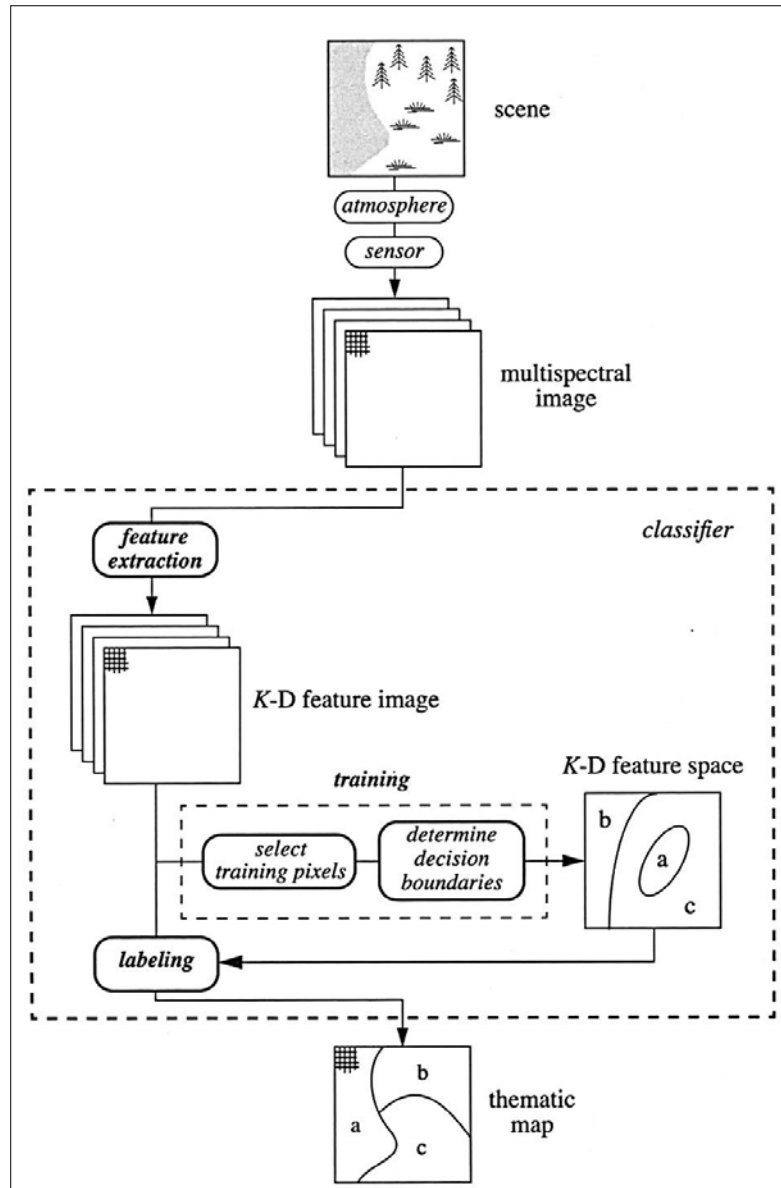 scene
atmosphere
sensor
multispectral
image
classifier
feature
extraction
K-D feature image
training
K-D feature space
select
training pixels
determine
decision
boundaries
b
a
c
labeling
b
a
c
thematic
map